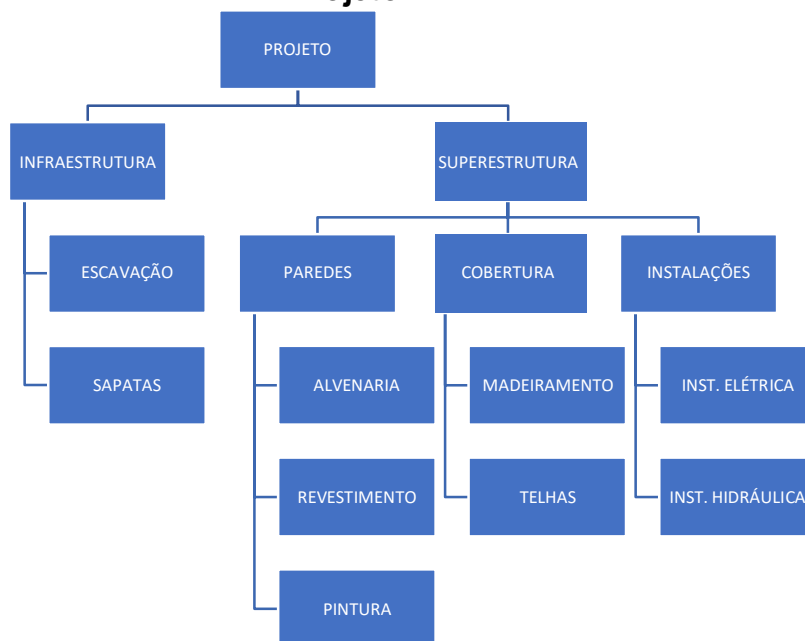 PROJETO
INFRAESTRUTURA
SUPERESTRUTURA
ESCAVAÇÃO
PAREDES
COBERTURA
INSTALAÇÕES
SAPATAS
ALVENARIA
MADEIRAMENTO
INST. ELÉTRICA
REVESTIMENTO
TELHAS
INST. HIDRÁULICA
PINTURA